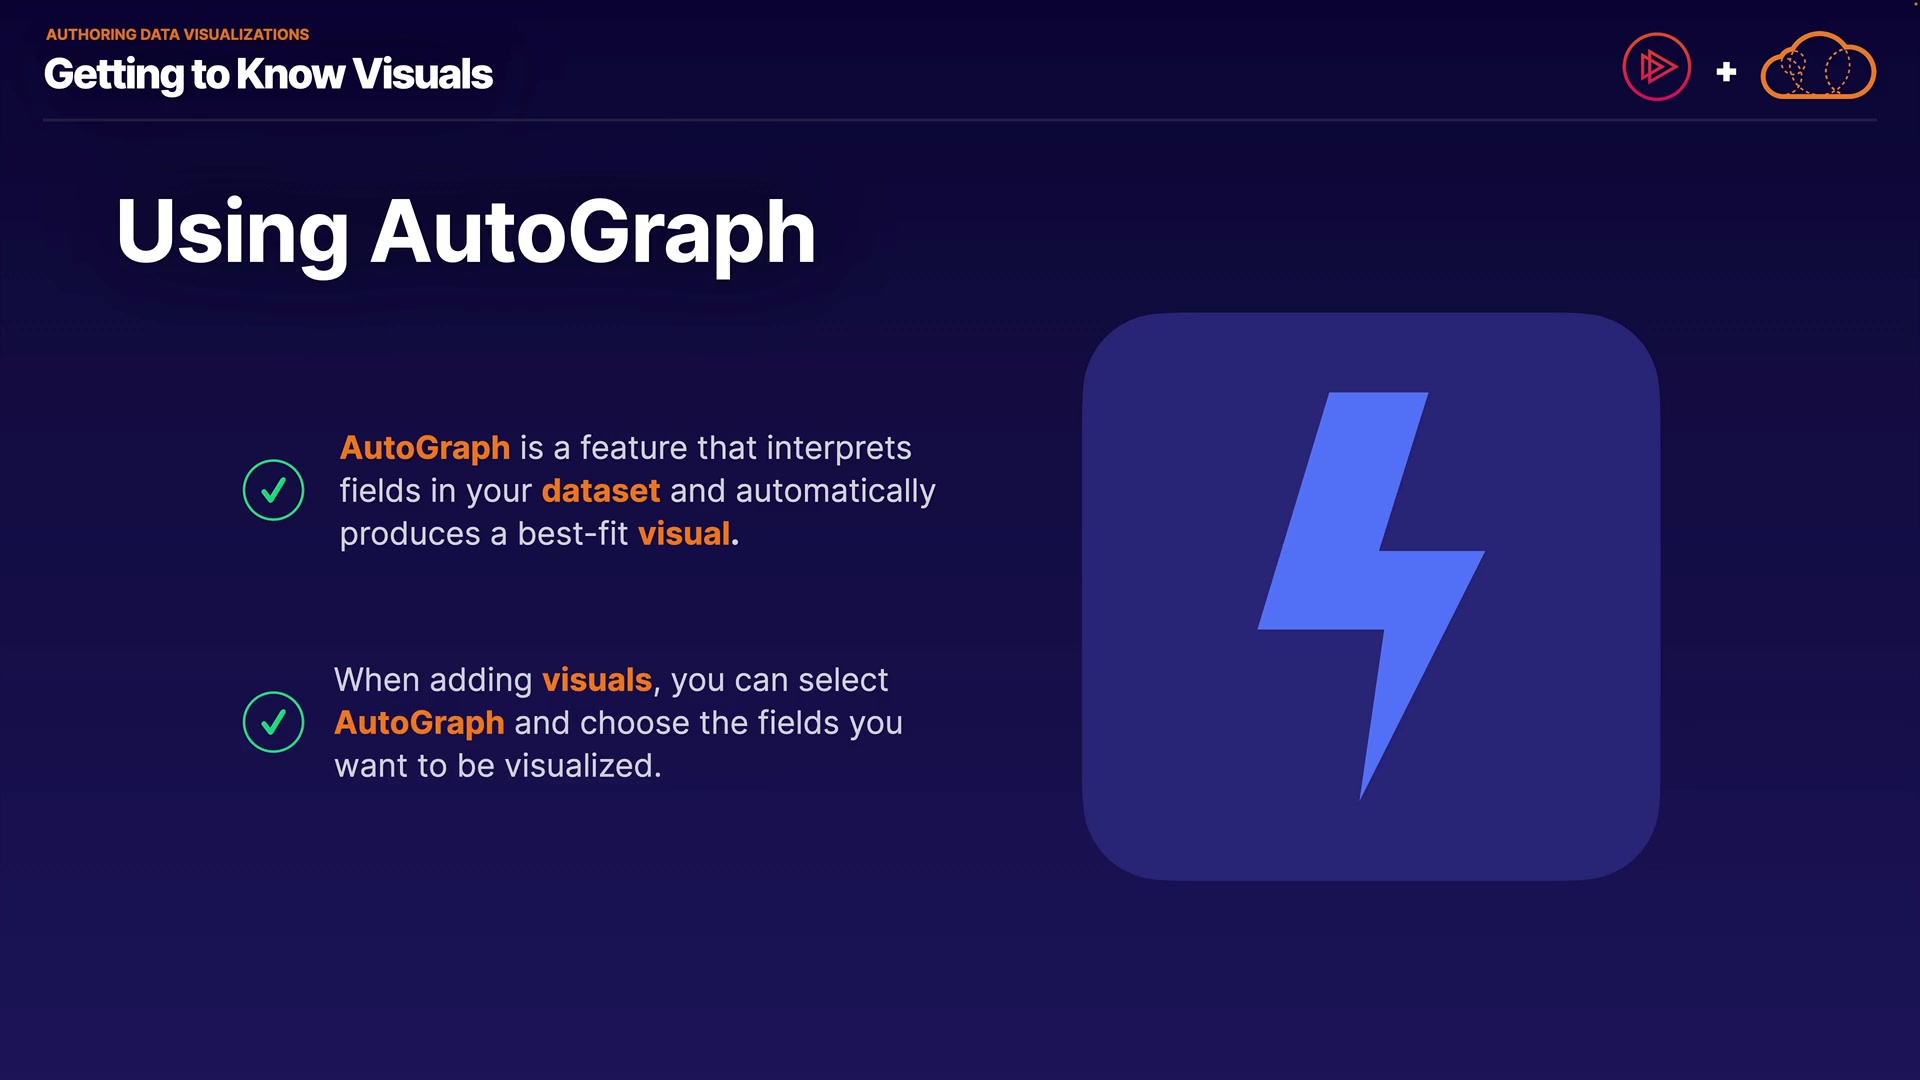 AUTHORING DATA VISUALIZATIONS
Getting to Know Visuals
Using AutoGraph
AutoGraph is a feature that interprets
fields in your dataset and automatically
produces a best-fit visual.
When adding visuals, you can select
AutoGraph and choose the fields you
want to be visualized.